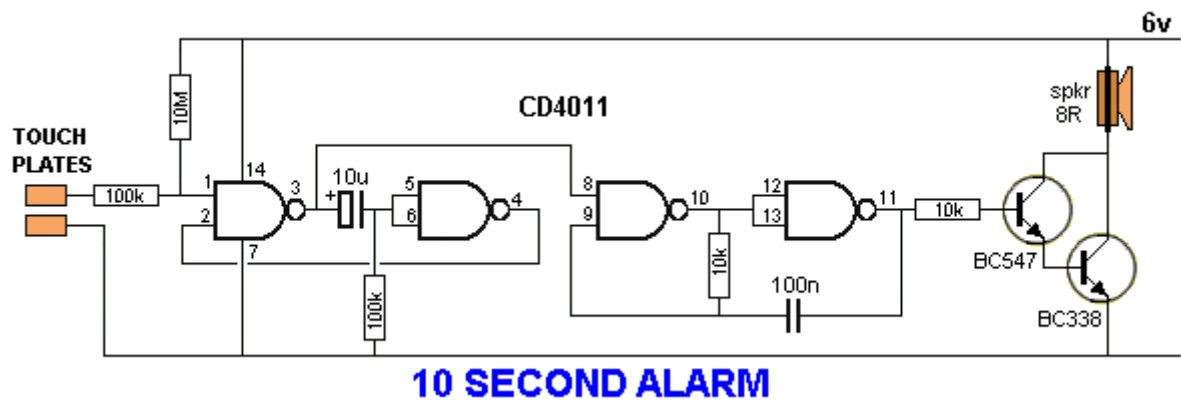 6v
CD4011
spkr
8R
TOUCH
PLATES
10M
100k
1
2
14
7
3
10u
+
5
6
4
100k
8
9
10
10k
12
13
11
100n
10k
BC547
BC338
10 SECOND ALARM